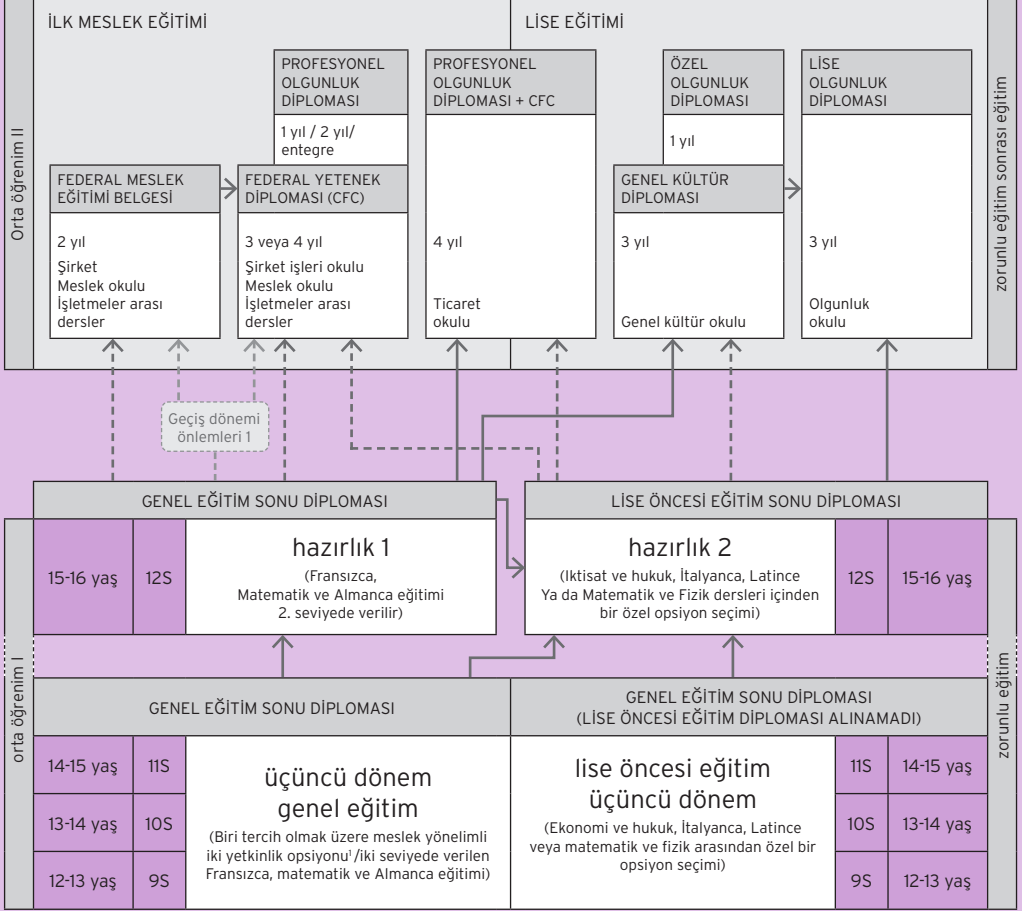 Orta öğrenim II
zorunlu eğitim sonrası eğitim
İLK MESLEK EĞİTİMİ
LİSE EĞİTİMİ
PROFESYONEL
OLGUNLUK
DİPLOMASI
1 yıl / 2 yıl/
entegre
PROFESYONEL
OLGUNLUK
DİPLOMASI + CFC
4 yıl
Ticaret
okulu
ÖZEL
OLGUNLUK
DİPLOMASI
1 yıl
LİSE
OLGUNLUK
DİPLOMASI
3 yıl
Olgunluk
okulu
FEDERAL MESLEK
EĞİTİMİ BELGESİ
2 yıl
Şirket
Meslek okulu
İşletmeler arası
dersler
FEDERAL YETENEK
DİPLOMASI (CFC)
3 veya 4 yıl
Şirket işleri okulu
Meslek okulu
İşletmeler arası
dersler
GENEL KÜLTÜR
DİPLOMASI
3 yıl
Genel kültür okulu
Geçiş dönemi
önlemleri 1
orta öğrenim I
zorunlu eğitim
GENEL EĞİTİM SONU DİPLOMASI
15-16 yaş
12S
hazırlık 1
(Fransızca,
Matematik ve Almanca eğitimi
2. seviyede verilir)
LİSE ÖNCESİ EĞİTİM SONU DİPLOMASI
hazırlık 2
(Iktisat ve hukuk, İtalyanca, Latince
Ya da Matematik ve Fizik dersleri içinden
bir özel opsiyon seçimi)
12S
15-16 yaş
GENEL EĞİTİM SONU DİPLOMASI
14-15 yaş
11S
13-14 yaş
10S
12-13 yaş
9S
üçüncü dönem
genel eğitim
(Biri tercih olmak üzere meslek yönelimli
iki yetkinlik opsiyonu¹/iki seviyede verilen
Fransızca, matematik ve Almanca eğitimi)
GENEL EĞİTİM SONU DİPLOMASI
(LİSE ÖNCESİ EĞİTİM DİPLOMASI ALINAMADI)
lise öncesi eğitim
üçüncü dönem
(Ekonomi ve hukuk, İtalyanca, Latince
veya matematik ve fizik arasından özel bir
opsiyon seçimi)
11S
14-15 yaş
10S
13-14 yaş
9S
12-13 yaş